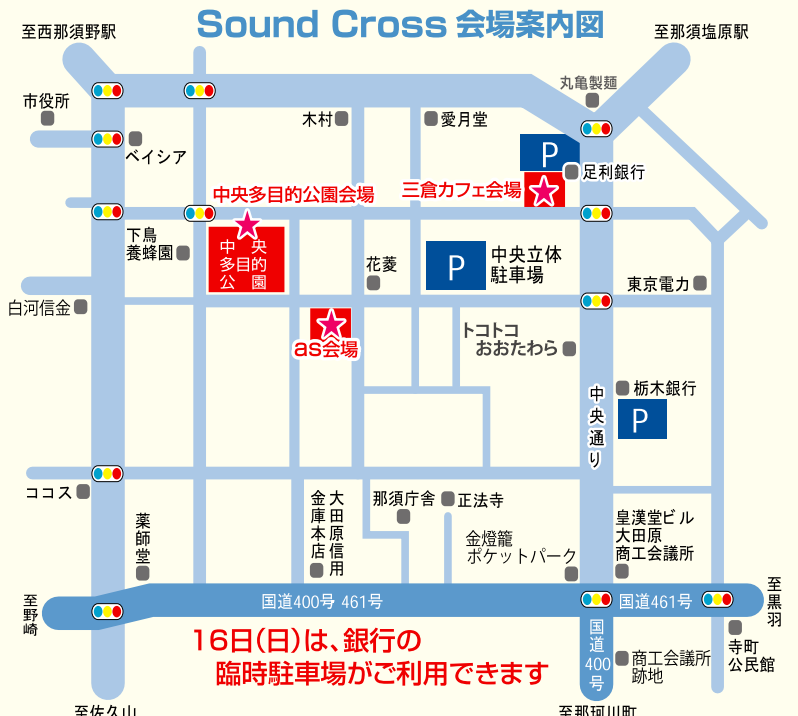 Sound Cross 会場案内図
至西那須野駅
至那須塩原駅
丸亀製麺
市役所
木村
愛月堂
ベイシア
P
足利銀行
中央多目的公園会場
三倉カフェ会場
下鳥
養蜂園
中央
多目的
公園
花菱
P
中央立体
駐車場
東京電力
白河信金
as会場
トコトコ
おおたわら
中央通り
栃木銀行
P
ココス
薬師堂
大田原信用
金庫本店
那須庁舎
正法寺
金燈籠
ポケットパーク
皇漢堂ビル
大田原
商工会議所
至野崎
国道400号 461号
国道461号
至黒羽
16日(日)は、銀行の
臨時駐車場がご利用できます
国道400号
商工会議所
跡地
寺町
公民館
至佐久山
至那珂川町